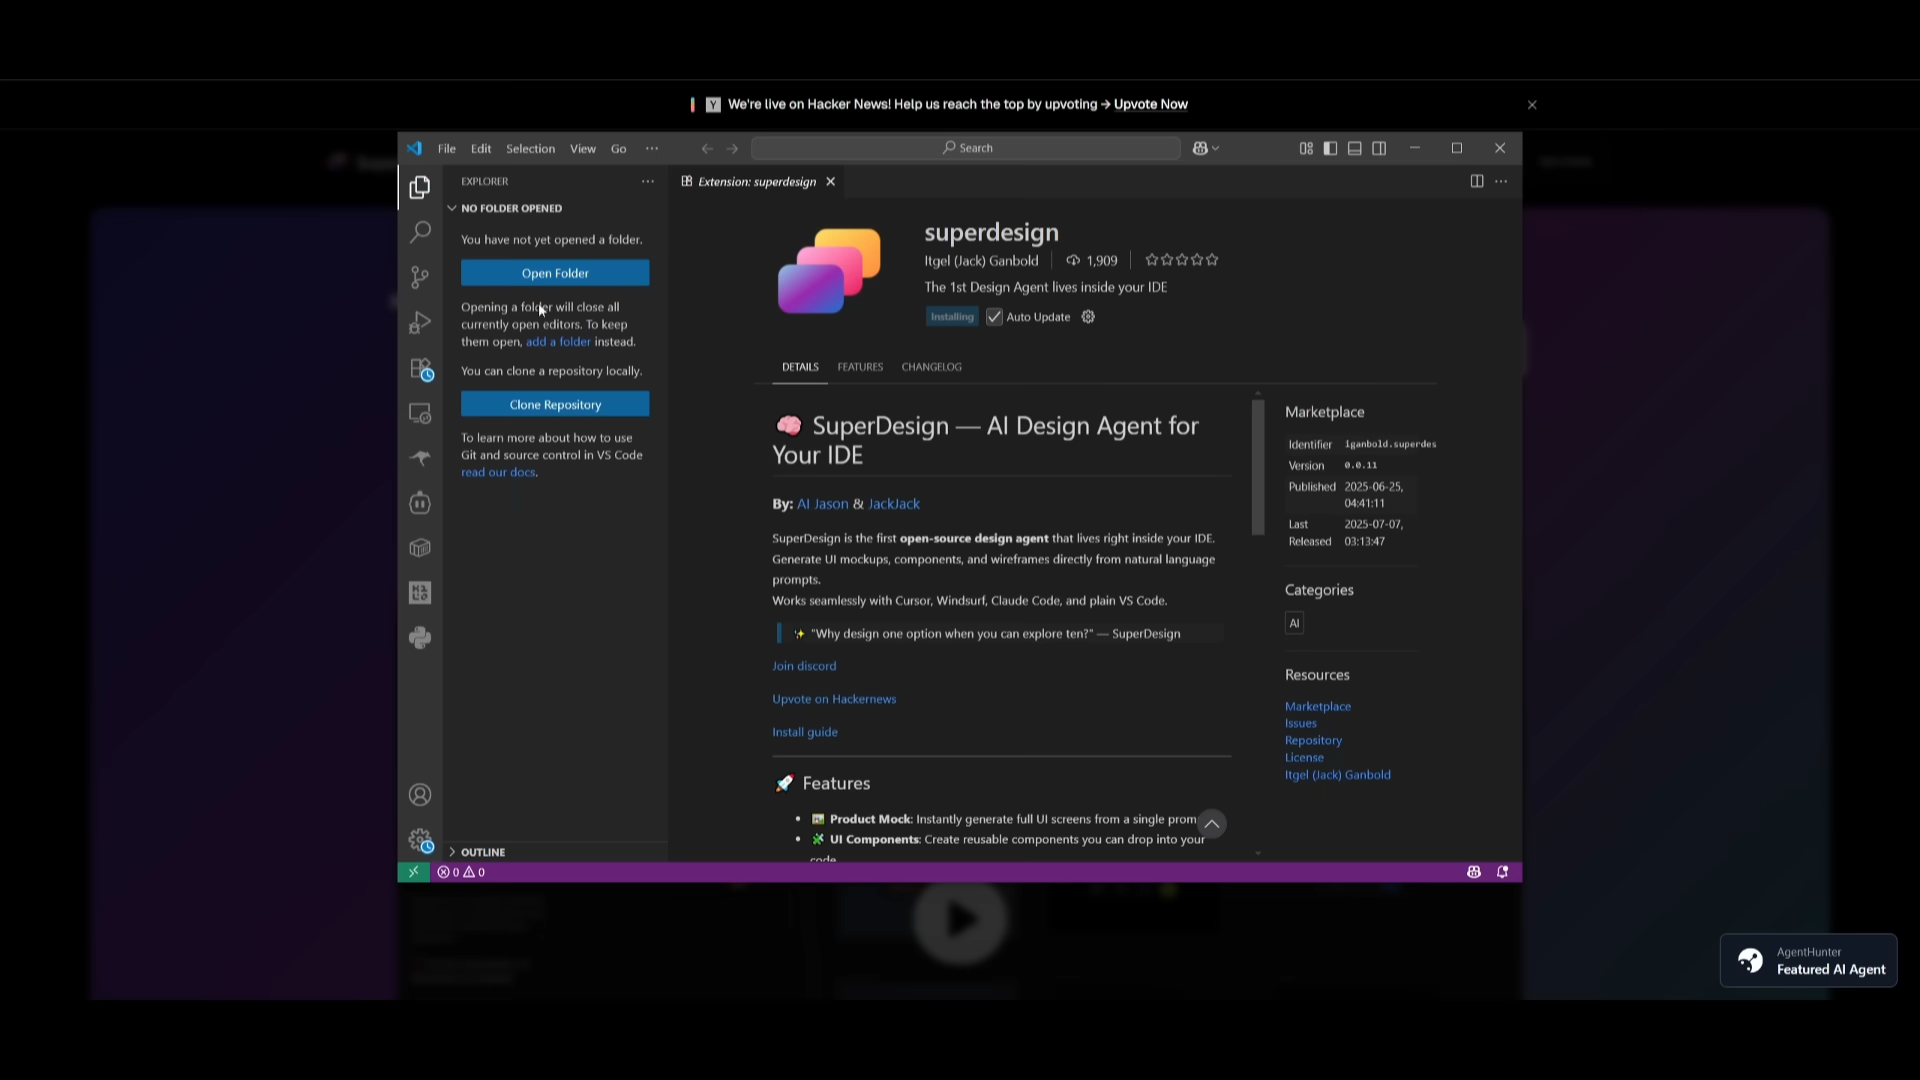 We're live on Hacker News! Help us reach the top by upvoting → Upvote Now
File Edit Selection View Go
Search
EXPLORER
NO FOLDER OPENED
You have not yet opened a folder.
Open Folder
Opening a folder will close all
currently open editors. To keep
them open, add a folder instead.
You can clone a repository locally.
Clone Repository
To learn more about how to use
Git and source control in VS Code
read our docs.
OUTLINE
Extension: superdesign
superdesign
Itgel (Jack) Ganbold 1,909
The 1st Design Agent lives inside your IDE
Installing Auto Update
DETAILS FEATURES CHANGELOG
SuperDesign — AI Design Agent for
Your IDE
By: AI Jason & JackJack
SuperDesign is the first open-source design agent that lives right inside your IDE.
Generate UI mockups, components, and wireframes directly from natural language
prompts.
Works seamlessly with Cursor, Windsurf, Claude Code, and plain VS Code.
"Why design one option when you can explore ten?" — SuperDesign
Join discord
Upvote on Hackernews
Install guide
Features
Product Mock: Instantly generate full UI screens from a single prom
UI Components: Create reusable components you can drop into your
code
Marketplace
Identifier iganbold.superdes
Version 0.0.11
Published 2025-06-25,
04:41:11
Last 2025-07-07,
Released 03:13:47
Categories
AI
Resources
Marketplace
Issues
Repository
License
Itgel (Jack) Ganbold
0 0
AgentHunter
Featured AI Agent